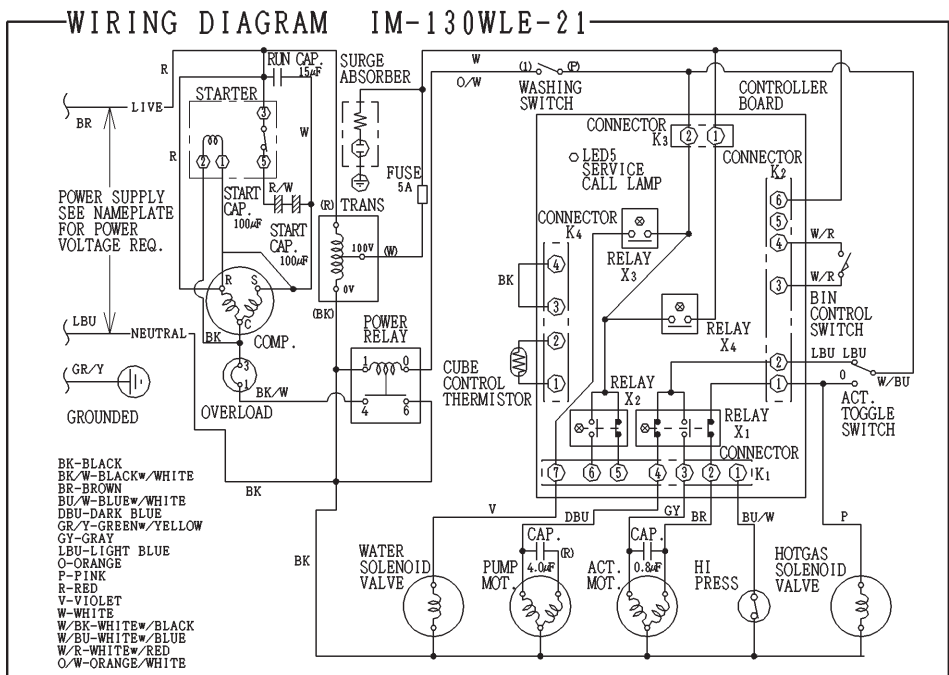 WIRING DIAGRAM IM-130WLE-21
R
RUN CAP.
15µF
SURGE
ABSORBER
W
O/W
(1) (P)
WASHING
SWITCH
CONTROLLER
BOARD
STARTER
LIVE
BR
3
W
CONNECTOR
K3
2 1
R
2 1 5
LED5
SERVICE
CALL LAMP
CONNECTOR
K2
FUSE
5A
POWER SUPPLY
SEE NAMEPLATE
FOR POWER
VOLTAGE REQ.
START
CAP.
100µF
R/W
START
CAP.
100µF
(R)
TRANS
100V
(W)
0V
(BK)
CONNECTOR
K4
4
BK
3
2
1
RELAY
X3
6
5
4
W/R
3
W/R
BIN
CONTROL
SWITCH
R S
C
BK
COMP.
LBU
NEUTRAL
POWER
RELAY
1 0
4 6
RELAY
X4
CUBE
CONTROL
THERMISTOR
2
LBU LBU
1
O
W/BU
ACT.
TOGGLE
SWITCH
GR/Y
GROUNDED
3
1
OVERLOAD
BK/W
RELAY
X2
RELAY
X1
CONNECTOR
K1
7 6 5 4 3 2 1
BK-BLACK
BK/W-BLACKw/WHITE
BR-BROWN
BU/W-BLUEw/WHITE
DBU-DARK BLUE
GR/Y-GREENw/YELLOW
GY-GRAY
LBU-LIGHT BLUE
O-ORANGE
P-PINK
R-RED
V-VIOLET
W-WHITE
W/BK-WHITEw/BLACK
W/BU-WHITEw/BLUE
W/R-WHITEw/RED
O/W-ORANGE/WHITE
BK
BK
V
DBU
GY
BR
BU/W
P
WATER
SOLENOID
VALVE
CAP.
(R)
PUMP
MOT.
4.0µF
CAP.
ACT.
MOT.
0.8µF
HI
PRESS
HOTGAS
SOLENOID
VALVE